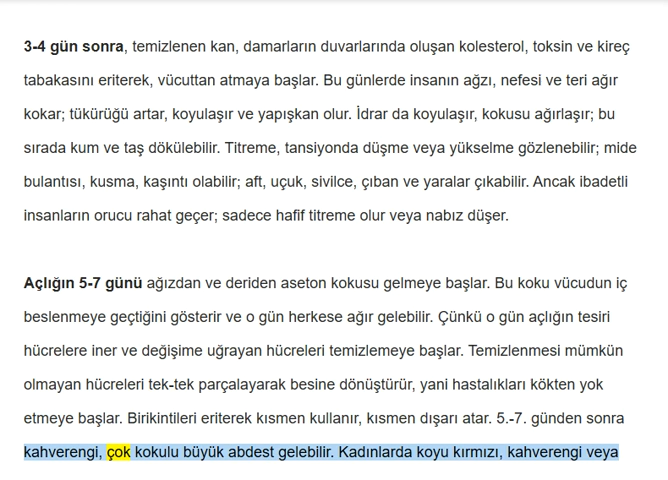 3-4 gün sonra, temizlenen kan, damarların duvarlarında oluşan kolesterol, toksin ve kireç
tabakasını eriterek, vücuttan atmaya başlar. Bu günlerde insanın ağzı, nefesi ve teri ağır
kokar; tükürüğü artar, koyulaşır ve yapışkan olur. İdrar da koyulaşır, kokusu ağırlaşır; bu
sırada kum ve taş dökülebilir. Titreme, tansiyonda düşme veya yükselme gözlenebilir; mide
bulantısı, kusma, kaşıntı olabilir; aft, uçuk, sivilce, çıban ve yaralar çıkabilir. Ancak ibadetli
insanların orucu rahat geçer; sadece hafif titreme olur veya nabız düşer.
Açlığın 5-7 günü ağızdan ve deriden aseton kokusu gelmeye başlar. Bu koku vücudun iç
beslenmeye geçtiğini gösterir ve o gün herkese ağır gelebilir. Çünkü o gün açlığın tesiri
hücrelere iner ve değişime uğrayan hücreleri temizlemeye başlar. Temizlenmesi mümkün
olmayan hücreleri tek-tek parçalayarak besine dönüştürür, yani hastalıkları kökten yok
etmeye başlar. Birikintileri eriterek kısmen kullanır, kısmen dışarı atar. 5.-7. günden sonra
kahverengi, çok kokulu büyük abdest gelebilir. Kadınlarda koyu kırmızı, kahverengi veya